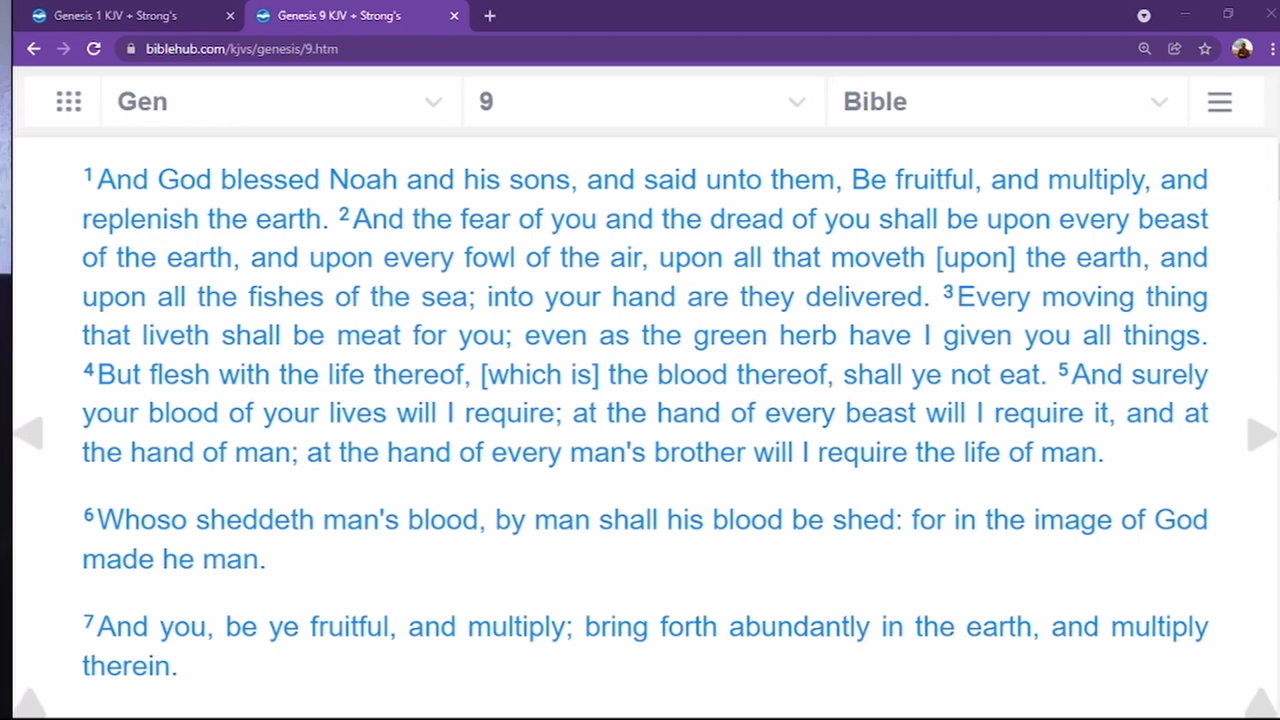 Genesis 1 KJV + Strong's
Genesis 9 KJV + Strong's
biblehub.com/kjvs/genesis/9.htm
Gen 9 Bible
¹And God blessed Noah and his sons, and said unto them, Be fruitful, and multiply, and
replenish the earth. ²And the fear of you and the dread of you shall be upon every beast
of the earth, and upon every fowl of the air, upon all that moveth [upon] the earth, and
upon all the fishes of the sea; into your hand are they delivered. ³Every moving thing
that liveth shall be meat for you; even as the green herb have I given you all things.
⁴But flesh with the life thereof, [which is] the blood thereof, shall ye not eat. ⁵And surely
your blood of your lives will I require; at the hand of every beast will I require it, and at
the hand of man; at the hand of every man's brother will I require the life of man.
⁶Whoso sheddeth man's blood, by man shall his blood be shed: for in the image of God
made he man.
⁷And you, be ye fruitful, and multiply; bring forth abundantly in the earth, and multiply
therein.